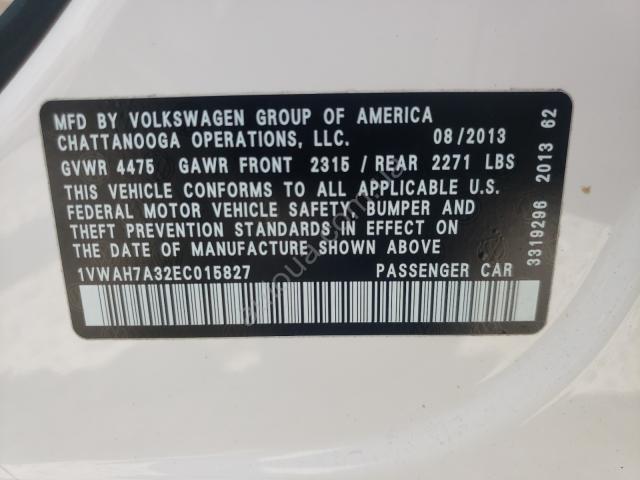 MFD BY VOLKSWAGEN GROUP OF AMERICA
CHATTANOOGA OPERATIONS, LLC. 08/2013
GVWR 4475 GAWR FRONT 2315 / REAR 2271 LBS
THIS VEHICLE CONFORMS TO ALL APPLICABLE U.S.
FEDERAL MOTOR VEHICLE SAFETY, BUMPER AND
THEFT PREVENTION STANDARDS IN EFFECT ON
THE DATE OF MANUFACTURE SHOWN ABOVE
1VWAH7A32EC015827 PASSENGER CAR
3319296 2013 62